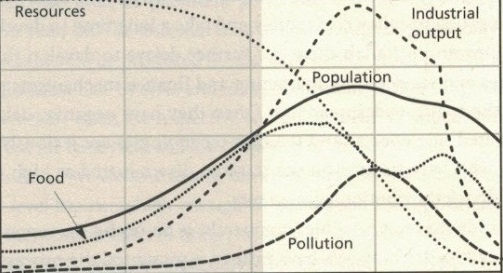 Resources
Industrial
output
Population
Food
Pollution